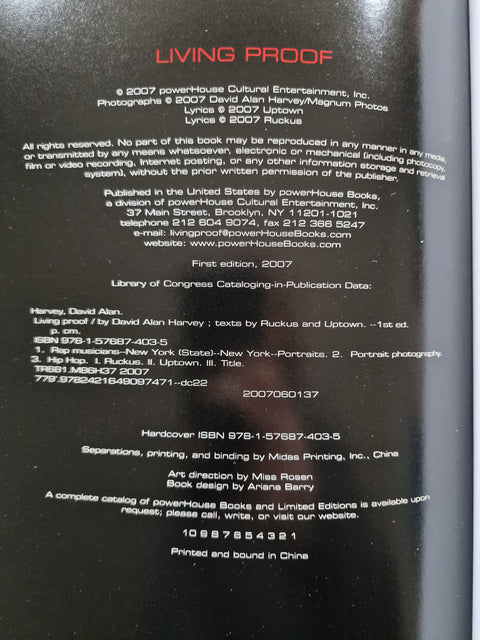 LIVING PROOF
© 2007 powerHouse Cultural Entertainment, Inc.
Photographs © 2007 David Alan Harvey/Magnum Photos
Lyrics © 2007 Uptown
Lyrics © 2007 Ruckus
All rights reserved. No part of this book may be reproduced in any manner in any media,
or transmitted by any means whatsoever, electronic or mechanical (including photocopy,
film or video recording, Internet posting, or any other information storage and retrieval
system), without the prior written permission of the publisher.
Published in the United States by powerHouse Books,
a division of powerHouse Cultural Entertainment, Inc.
37 Main Street, Brooklyn, NY 11201-1021
telephone 212 604 9074, fax 212 366 5247
e-mail: livingproof@powerHouseBooks.com
website: www.powerHouseBooks.com
First edition, 2007
Library of Congress Cataloging-in-Publication Data:
Harvey, David Alan.
Living proof / by David Alan Harvey ; texts by Ruckus and Uptown. --1st ed.
p. cm.
ISBN 978-1-57687-403-5
1. Rap musicians--New York (State)--New York--Portraits. 2. Portrait photography.
3. Hip Hop. I. Ruckus. II. Uptown. III. Title.
TR681.M86H37 2007
779'.9782421649097471--dc22
2007060137
Hardcover ISBN 978-1-57687-403-5
Separations, printing, and binding by Midas Printing, Inc., China
Art direction by Miss Rosen
Book design by Ariana Barry
A complete catalog of powerHouse Books and Limited Editions is available upon
request; please call, write, or visit our website.
10 9 8 7 6 5 4 3 2 1
Printed and bound in China